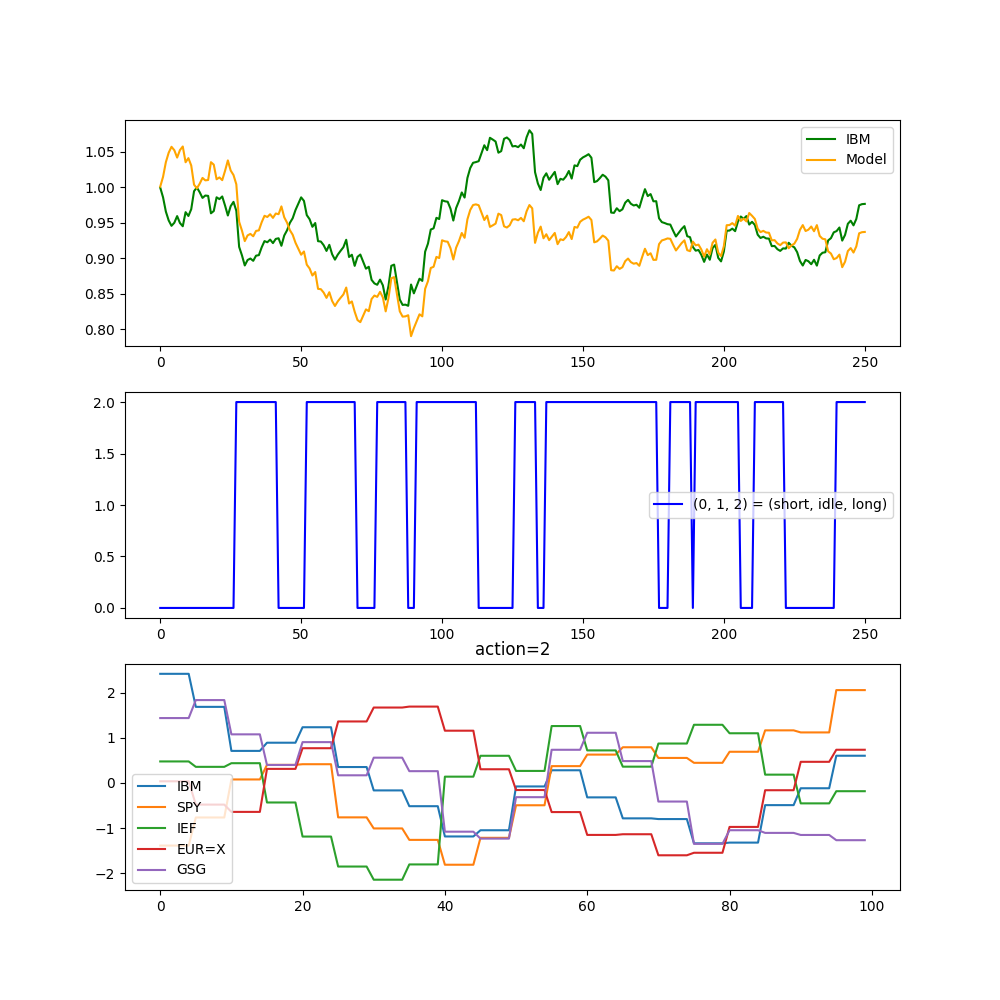 IBM
Model
1.05
1.00
0.95
0.90
0.85
0.80
0 50 100 150 200 250
2.0
1.5
1.0
0.5
0.0
(0, 1, 2) = (short, idle, long)
0 50 100 150 200 250
action=2
2
1
0
−1
−2
IBM
SPY
IEF
EUR=X
GSG
0 20 40 60 80 100